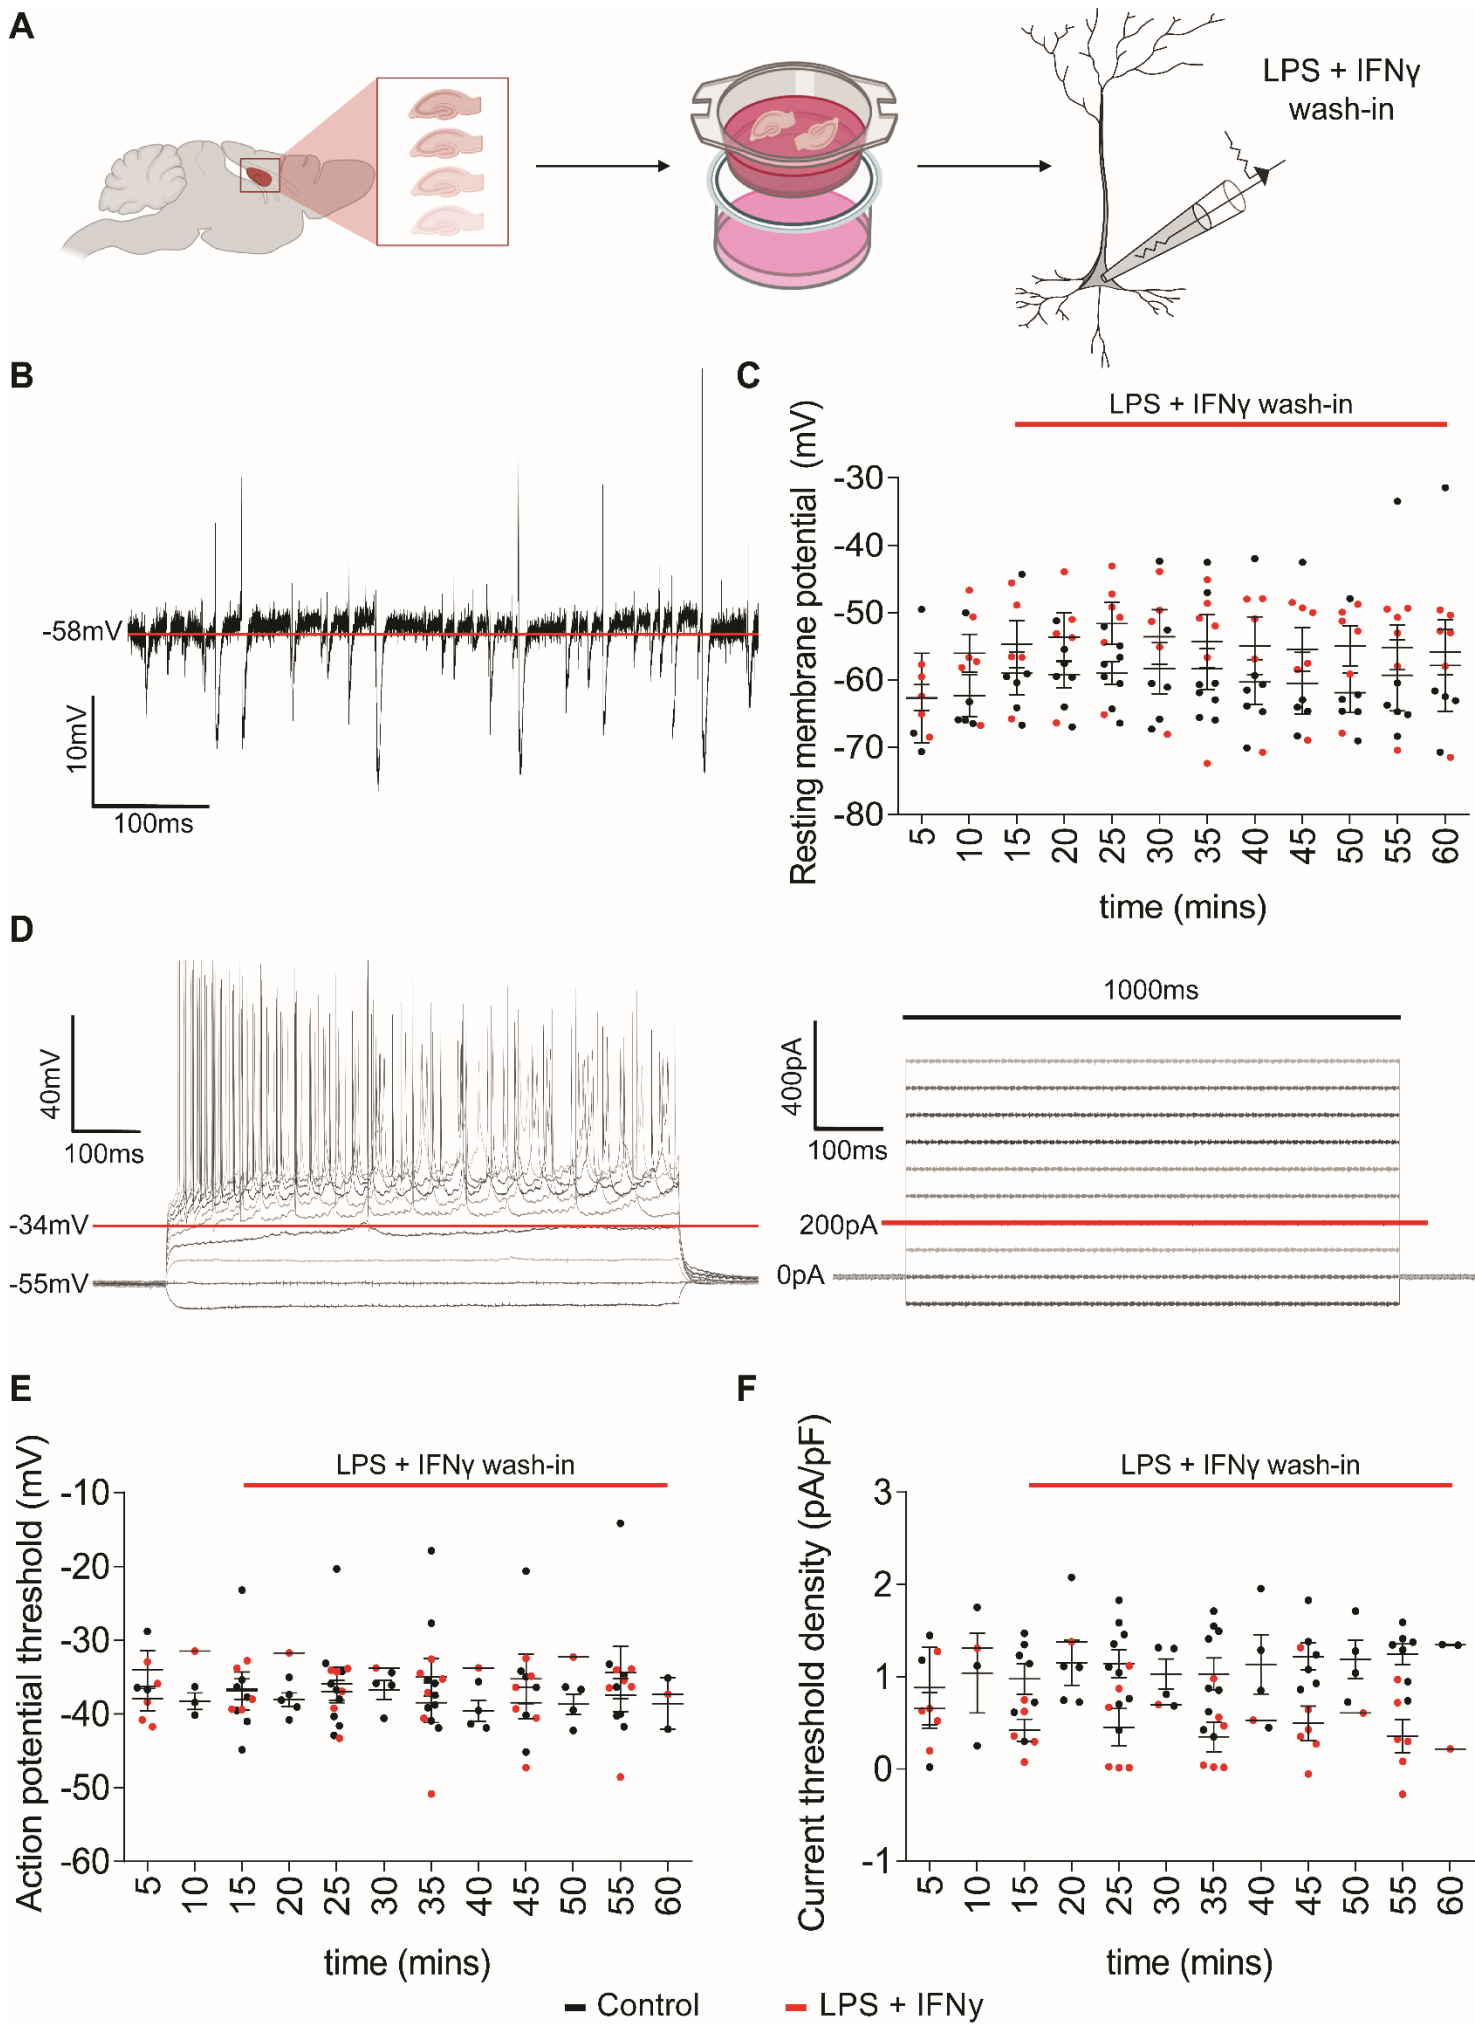 A
LPS + IFNγ
wash-in
B
-58mV
10mV
100ms
C
LPS + IFNγ wash-in
Resting membrane potential (mV)
-30
-40
-50
-60
-70
-80
5 10 15 20 25 30 35 40 45 50 55 60
time (mins)
D
40mV
100ms
-34mV
-55mV
1000ms
400pA
100ms
200pA
0pA
E
LPS + IFNγ wash-in
Action potential threshold (mV)
-10
-20
-30
-40
-50
-60
5 10 15 20 25 30 35 40 45 50 55 60
time (mins)
F
LPS + IFNγ wash-in
Current threshold density (pA/pF)
3
2
1
0
-1
5 10 15 20 25 30 35 40 45 50 55 60
time (mins)
Control
LPS + IFNy